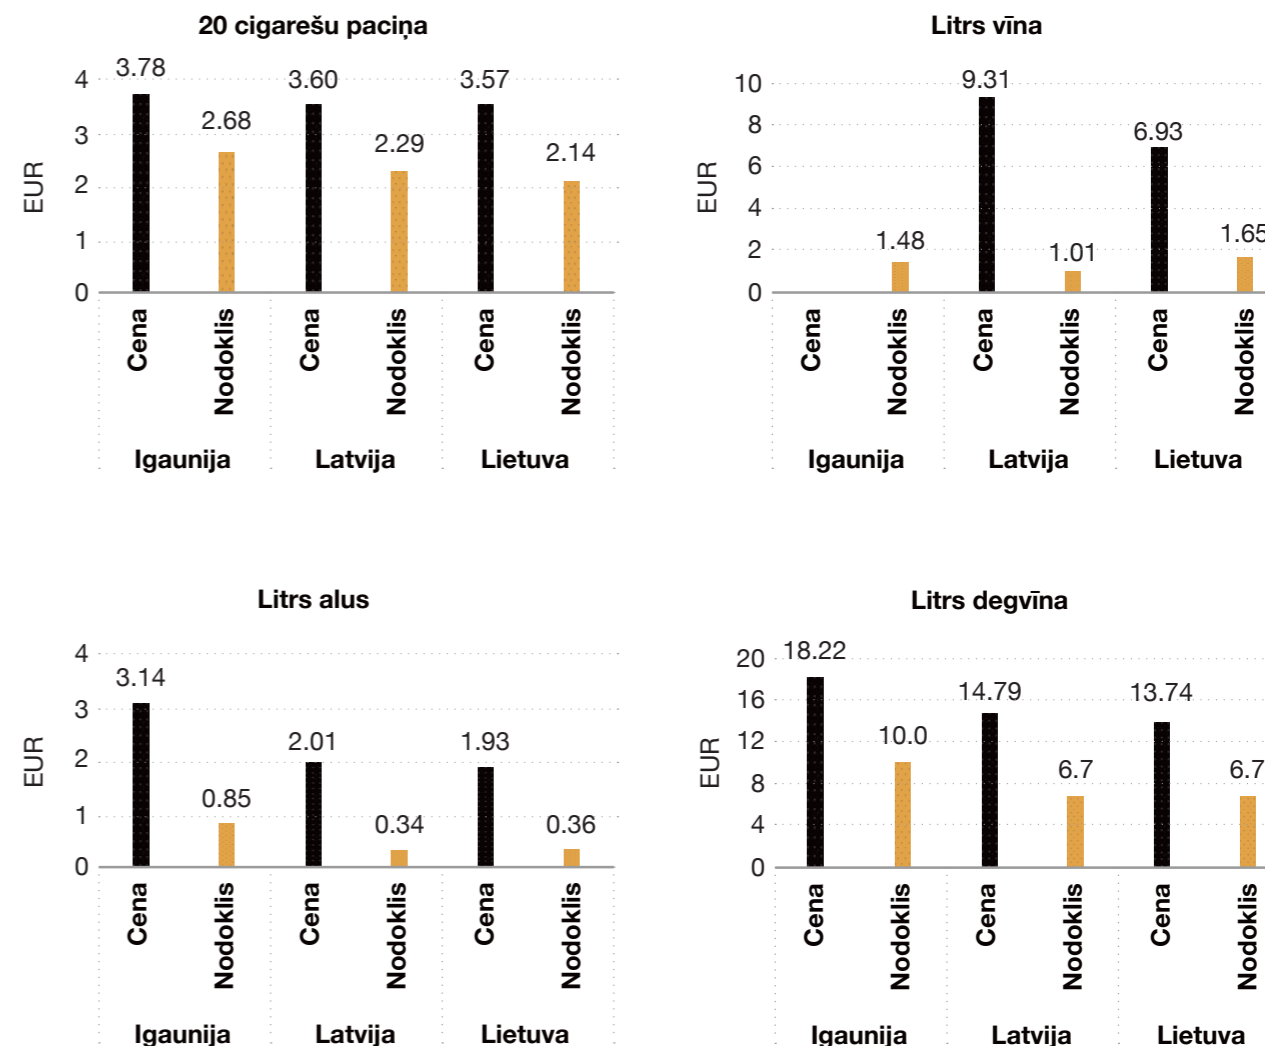 20 cigarešu paciņa
EUR
4
3
2
1
0
3.78
2.68
3.60
2.29
3.57
2.14
Cena
Nodoklis
Cena
Nodoklis
Cena
Nodoklis
Igaunija
Latvija
Lietuva
Litrs vīna
EUR
10
8
6
4
2
0
1.48
9.31
1.01
6.93
1.65
Cena
Nodoklis
Cena
Nodoklis
Cena
Nodoklis
Igaunija
Latvija
Lietuva
Litrs alus
EUR
4
3
2
1
0
3.14
0.85
2.01
0.34
1.93
0.36
Cena
Nodoklis
Cena
Nodoklis
Cena
Nodoklis
Igaunija
Latvija
Lietuva
Litrs degvīna
EUR
20
16
12
8
4
0
18.22
10.0
14.79
6.7
13.74
6.7
Cena
Nodoklis
Cena
Nodoklis
Cena
Nodoklis
Igaunija
Latvija
Lietuva